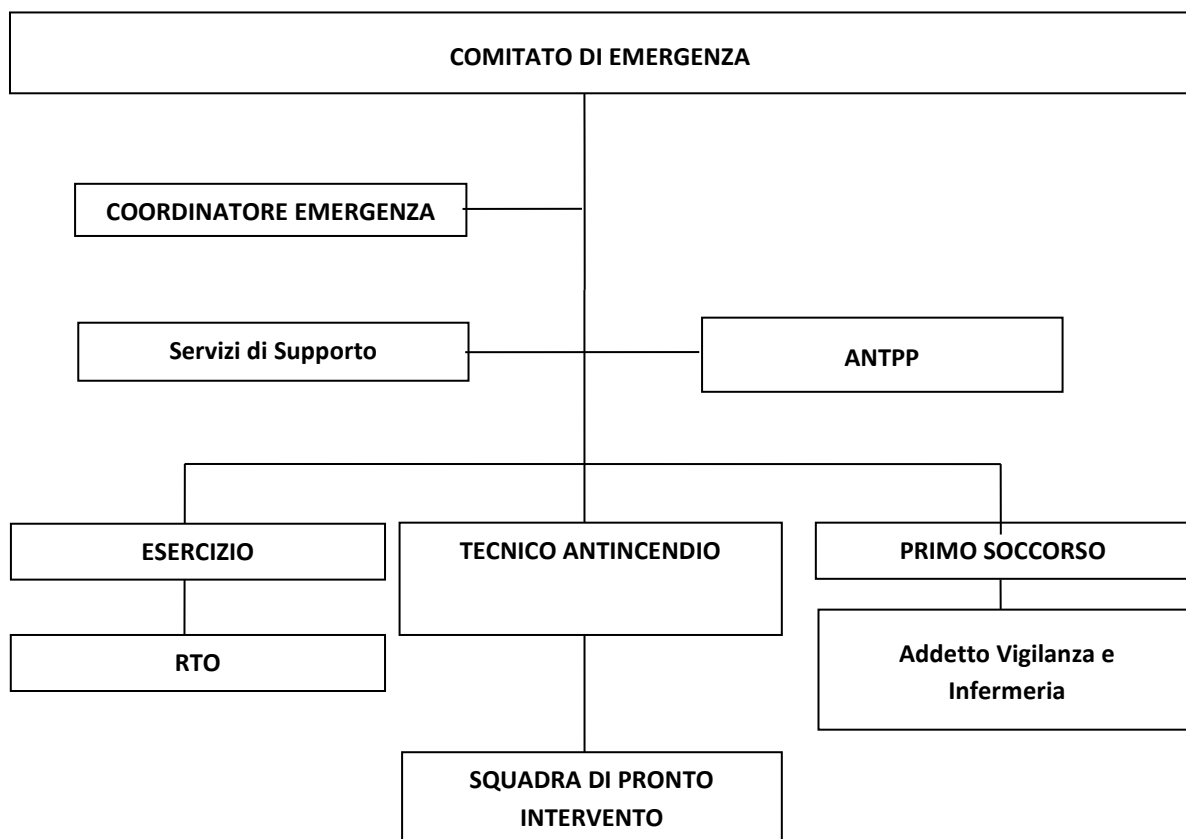 COMITATO DI EMERGENZA
COORDINATORE EMERGENZA
Servizi di Supporto
ANTPP
ESERCIZIO
TECNICO ANTINCENDIO
PRIMO SOCCORSO
RTO
Addetto Vigilanza e
Infermeria
SQUADRA DI PRONTO
INTERVENTO